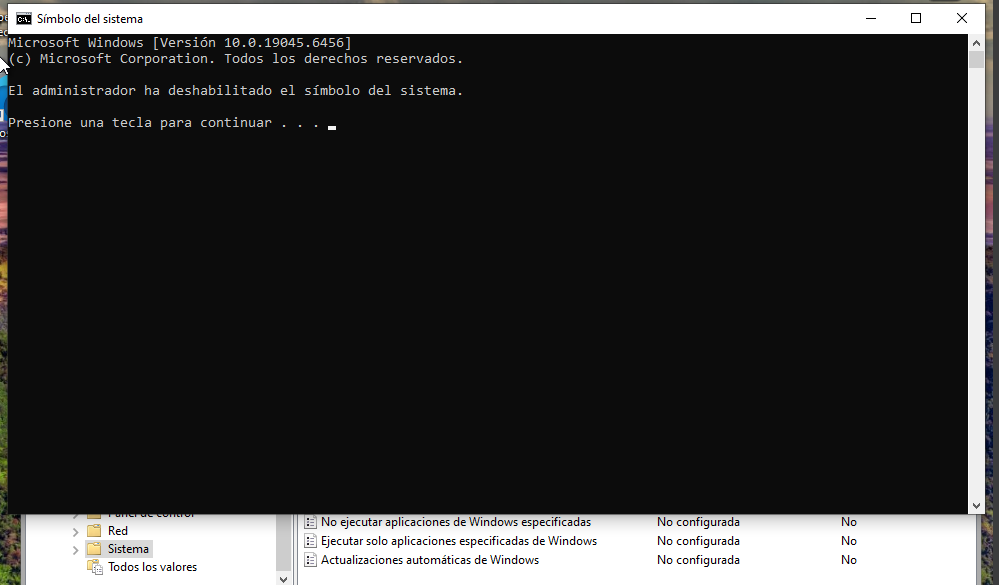 Símbolo del sistema
Microsoft Windows [Versión 10.0.19045.6456]
(c) Microsoft Corporation. Todos los derechos reservados.
El administrador ha deshabilitado el símbolo del sistema.
Presione una tecla para continuar . . .
Panel de control
Red
Sistema
Todos los valores
No ejecutar aplicaciones de Windows especificadas No configurada No
Ejecutar solo aplicaciones especificadas de Windows No configurada No
Actualizaciones automáticas de Windows No configurada No